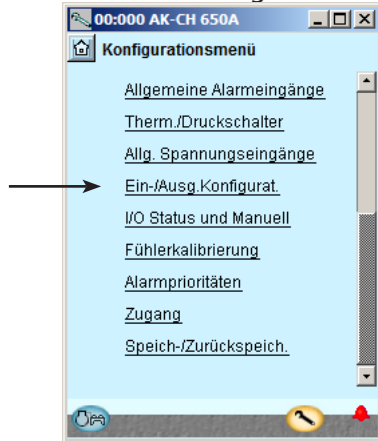 00:000 AK-CH 650A
Konfigurationsmenü
Allgemeine Alarmeingänge
Therm./Druckschalter
Allg. Spannungseingänge
Ein-/Ausg.Konfigurat.
I/O Status und Manuell
Fühlerkalibrierung
Alarmprioritäten
Zugang
Speich-/Zurückspeich.